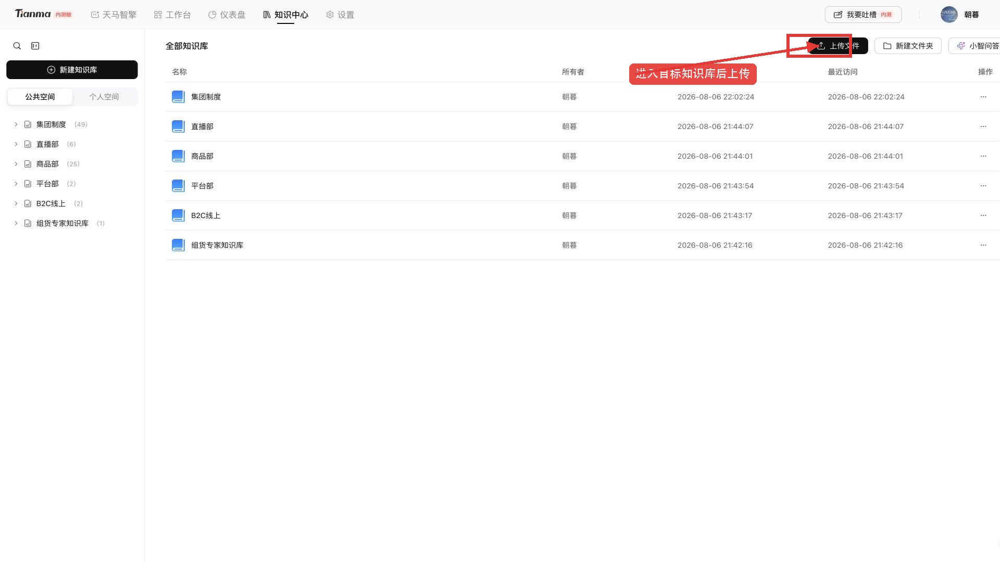 Tianma 内测版 天马智擎 工作台 仪表盘 知识中心 设置 我要吐槽 内测 朝暮
全部知识库 上传文件 新建文件夹 小智问答
新建知识库
进入目标知识库后上传
名称 所有者 最近访问 操作
公共空间 个人空间
集团制度 (49)
直播部 (6)
商品部 (25)
平台部 (2)
B2C线上 (2)
组货专家知识库 (1)
集团制度 朝暮 2026-08-06 22:02:24 2026-08-06 22:02:24 ···
直播部 朝暮 2026-08-06 21:44:07 2026-08-06 21:44:07 ···
商品部 朝暮 2026-08-06 21:44:01 2026-08-06 21:44:01 ···
平台部 朝暮 2026-08-06 21:43:54 2026-08-06 21:43:54 ···
B2C线上 朝暮 2026-08-06 21:43:17 2026-08-06 21:43:17 ···
组货专家知识库 朝暮 2026-08-06 21:42:16 2026-08-06 21:42:16 ···